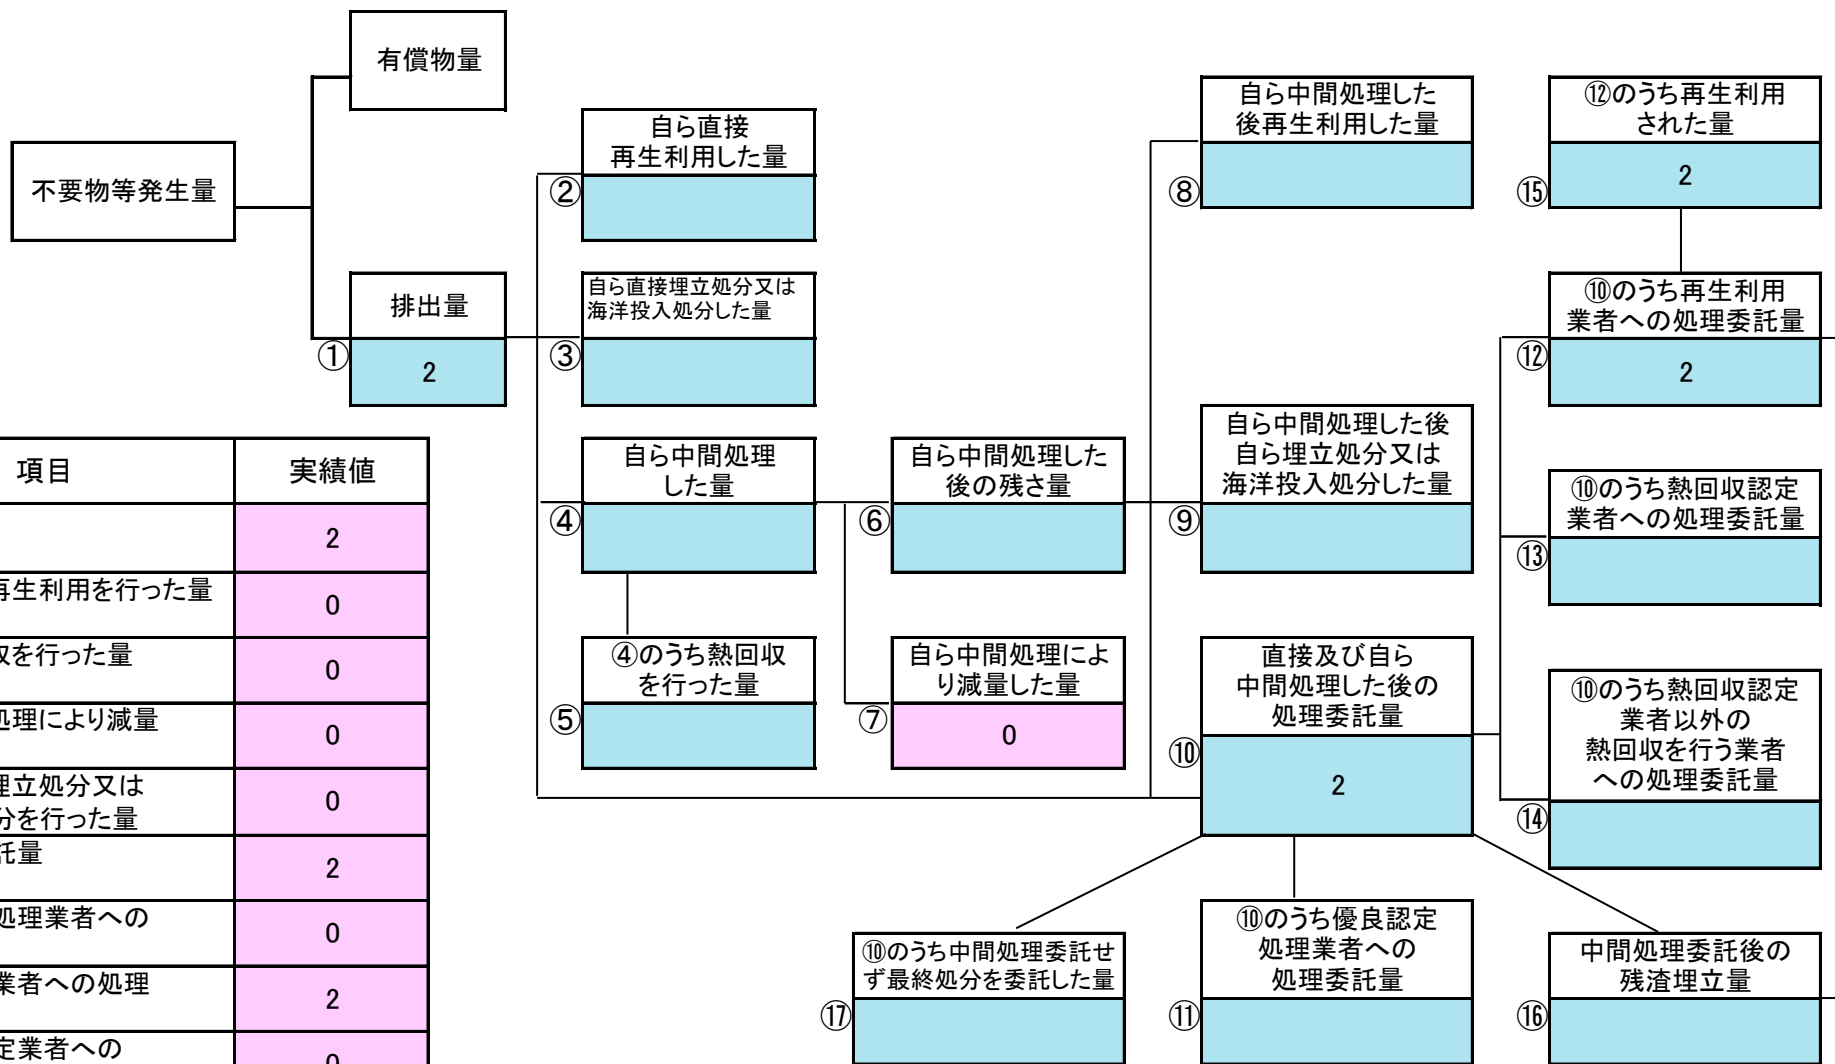 有償物量
不要物等発生量
排出量
①
2
自ら直接
再生利用した量
②
自ら直接埋立処分又は
海洋投入処分した量
③
自ら中間処理
した量
④
④のうち熱回収
を行った量
⑤
自ら中間処理した
後の残さ量
⑥
自ら中間処理によ
り減量した量
⑦
0
自ら中間処理した
後再生利用した量
⑧
自ら中間処理した後
自ら埋立処分又は
海洋投入処分した量
⑨
直接及び自ら
中間処理した後の
処理委託量
⑩
2
⑫のうち再生利用
された量
⑮
2
⑩のうち再生利用
業者への処理委託量
⑫
2
⑩のうち熱回収認定
業者への処理委託量
⑬
⑩のうち熱回収認定
業者以外の
熱回収を行う業者
への処理委託量
⑭
⑩のうち中間処理委託せ
ず最終処分を委託した量
⑰
⑩のうち優良認定
処理業者への
処理委託量
⑪
中間処理委託後の
残渣埋立量
⑯
項目 実績値
2
再生利用を行った量 0
を行った量 0
処理により減量 0
埋立処分又は
分を行った量 0
託量 2
処理業者への 0
業者への処理 2
定業者への 0